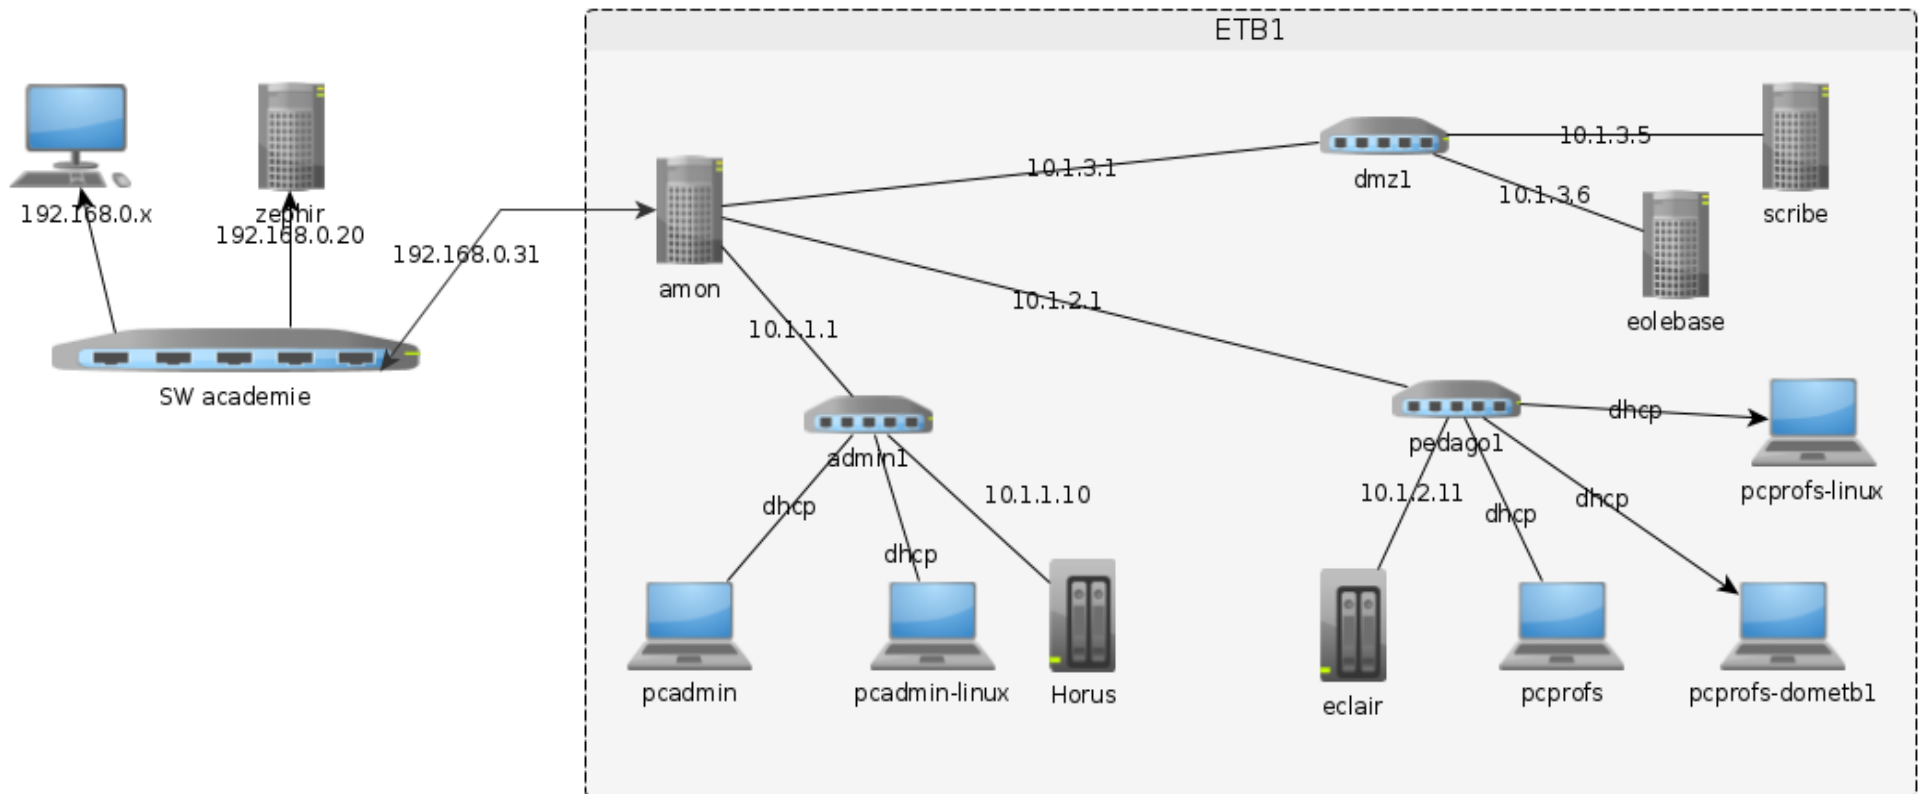 ETB1
192.168.0.x
zephir
192.168.0.20
192.168.0.31
SW academie
amon
10.1.3.1
dmz1
10.1.3.5
scribe
10.1.3.6
eolebase
10.1.2.1
10.1.1.1
admin1
pedago1
dhcp
pcprofs-linux
dhcp
dhcp
10.1.1.10
10.1.2.11
dhcp
dhcp
pcadmin
pcadmin-linux
Horus
eclair
pcprofs
pcprofs-dometb1